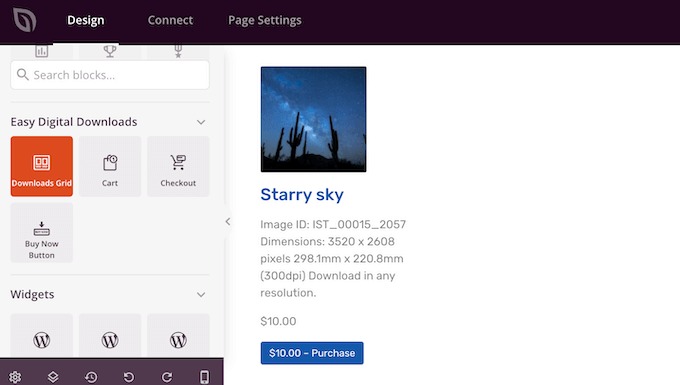 Design Connect Page Settings
Search blocks...
Easy Digital Downloads
Downloads Grid Cart Checkout
Buy Now
Button
Widgets
Starry sky
Image ID: IST_00015_2057
Dimensions: 3520 x 2608
pixels 298.1mm x 220.8mm
(300dpi) Download in any
resolution.
$10.00
$10.00 – Purchase